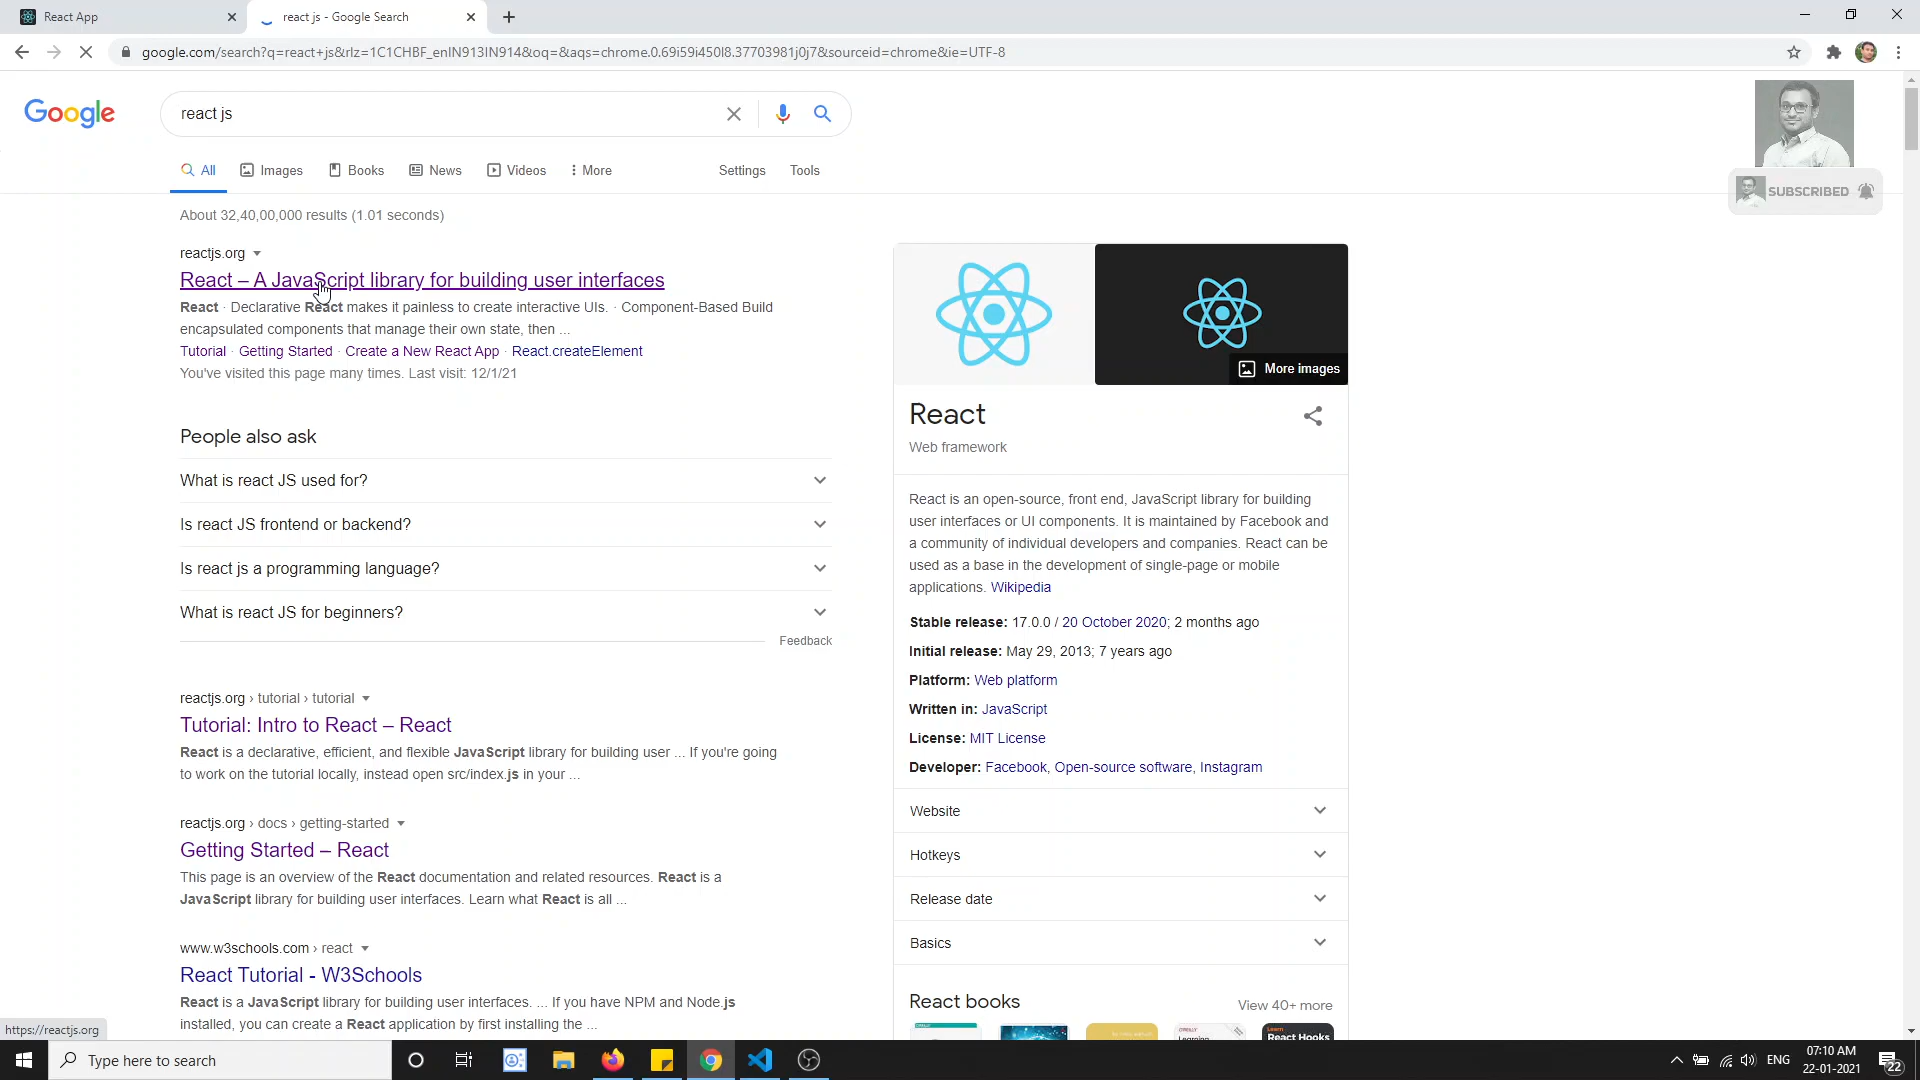 React App
react js - Google Search
google.com/search?q=react+js&rlz=1C1CHBF_enIN913IN914&oq=&aqs=chrome.0.69i59i450l8.37703981j0j7&sourceid=chrome&ie=UTF-8
Google
react js
All
Images
Books
News
Videos
More
Settings
Tools
SUBSCRIBED
About 32,40,00,000 results (1.01 seconds)
reactjs.org
React – A JavaScript library for building user interfaces
React · Declarative React makes it painless to create interactive UIs. · Component-Based Build
encapsulated components that manage their own state, then ...
Tutorial · Getting Started · Create a New React App · React.createElement
You've visited this page many times. Last visit: 12/1/21
People also ask
What is react JS used for?
Is react JS frontend or backend?
Is react js a programming language?
What is react JS for beginners?
Feedback
reactjs.org › tutorial › tutorial
Tutorial: Intro to React – React
React is a declarative, efficient, and flexible JavaScript library for building user ... If you're going
to work on the tutorial locally, instead open src/index.js in your ...
reactjs.org › docs › getting-started
Getting Started – React
This page is an overview of the React documentation and related resources. React is a
JavaScript library for building user interfaces. Learn what React is all ...
www.w3schools.com › react
React Tutorial - W3Schools
React is a JavaScript library for building user interfaces. ... If you have NPM and Node.js
installed, you can create a React application by first installing the ...
More images
React
Web framework
React is an open-source, front end, JavaScript library for building
user interfaces or UI components. It is maintained by Facebook and
a community of individual developers and companies. React can be
used as a base in the development of single-page or mobile
applications. Wikipedia
Stable release: 17.0.0 / 20 October 2020; 2 months ago
Initial release: May 29, 2013; 7 years ago
Platform: Web platform
Written in: JavaScript
License: MIT License
Developer: Facebook, Open-source software, Instagram
Website
Hotkeys
Release date
Basics
React books
View 40+ more
Learning
Learn
React Hooks
https://reactjs.org
Type here to search
ENG
07:10 AM
22-01-2021
22